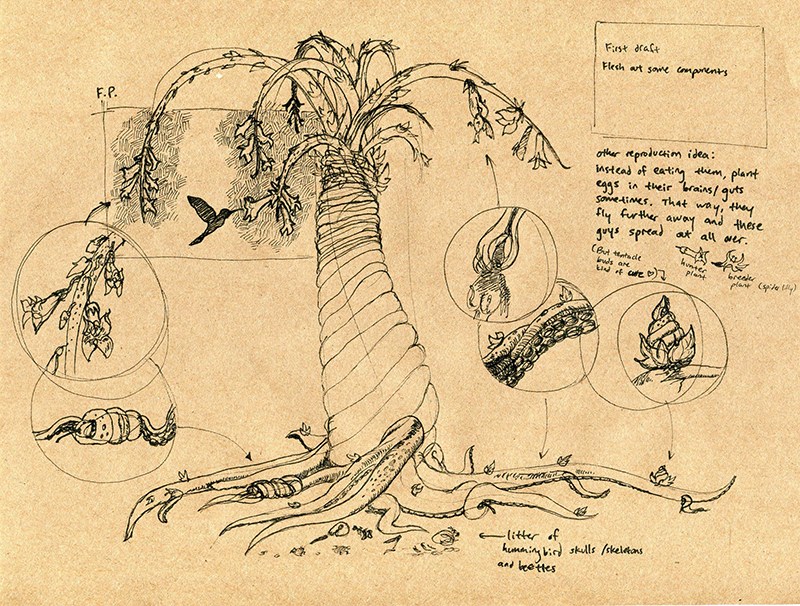 F.P.
First draft
Flesh out some components
other reproduction idea:
instead of eating them, plant
eggs in their brains/guts
sometimes. That way, they
fly further away and these
guys spread at all over.
(But tentacle
buds are
kind of cute ♡)
hunter
plant
breeder
plant (spider lilly)
← litter of
hummingbird skulls/skeletons
and beetles